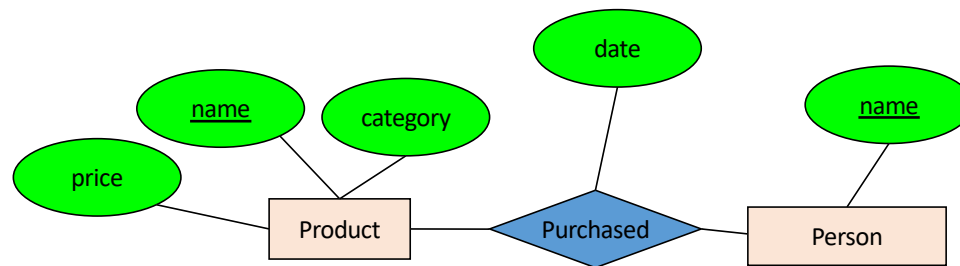 date
name
category
name
price
Product
Purchased
Person